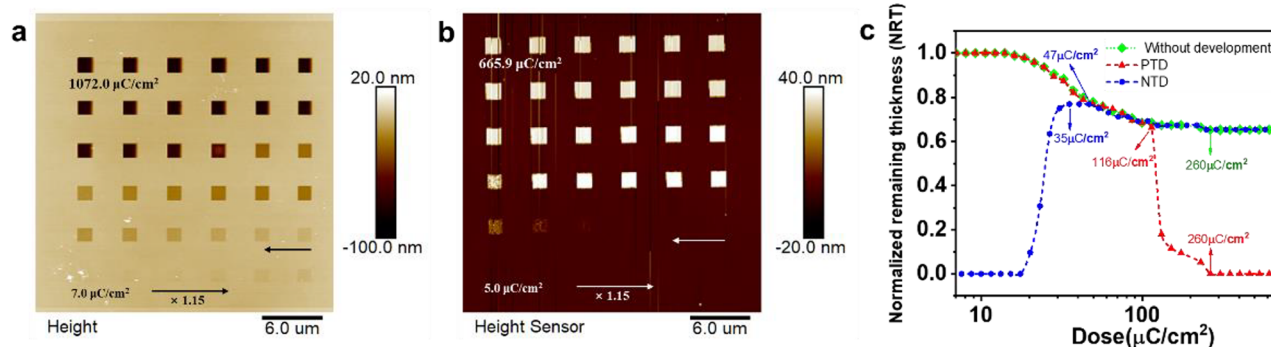 a
1072.0 μC/cm²
7.0 μC/cm²
× 1.15
Height
6.0 um
20.0 nm
-100.0 nm
b
665.9 μC/cm²
5.0 μC/cm²
× 1.15
Height Sensor
6.0 um
40.0 nm
-20.0 nm
c
Normalized remaining thickness (NRT)
1.0
0.8
0.6
0.4
0.2
0.0
47μC/cm²
Without development
PTD
NTD
35μC/cm²
116μC/cm²
260μC/cm²
260μC/cm²
10
100
Dose(μC/cm²)